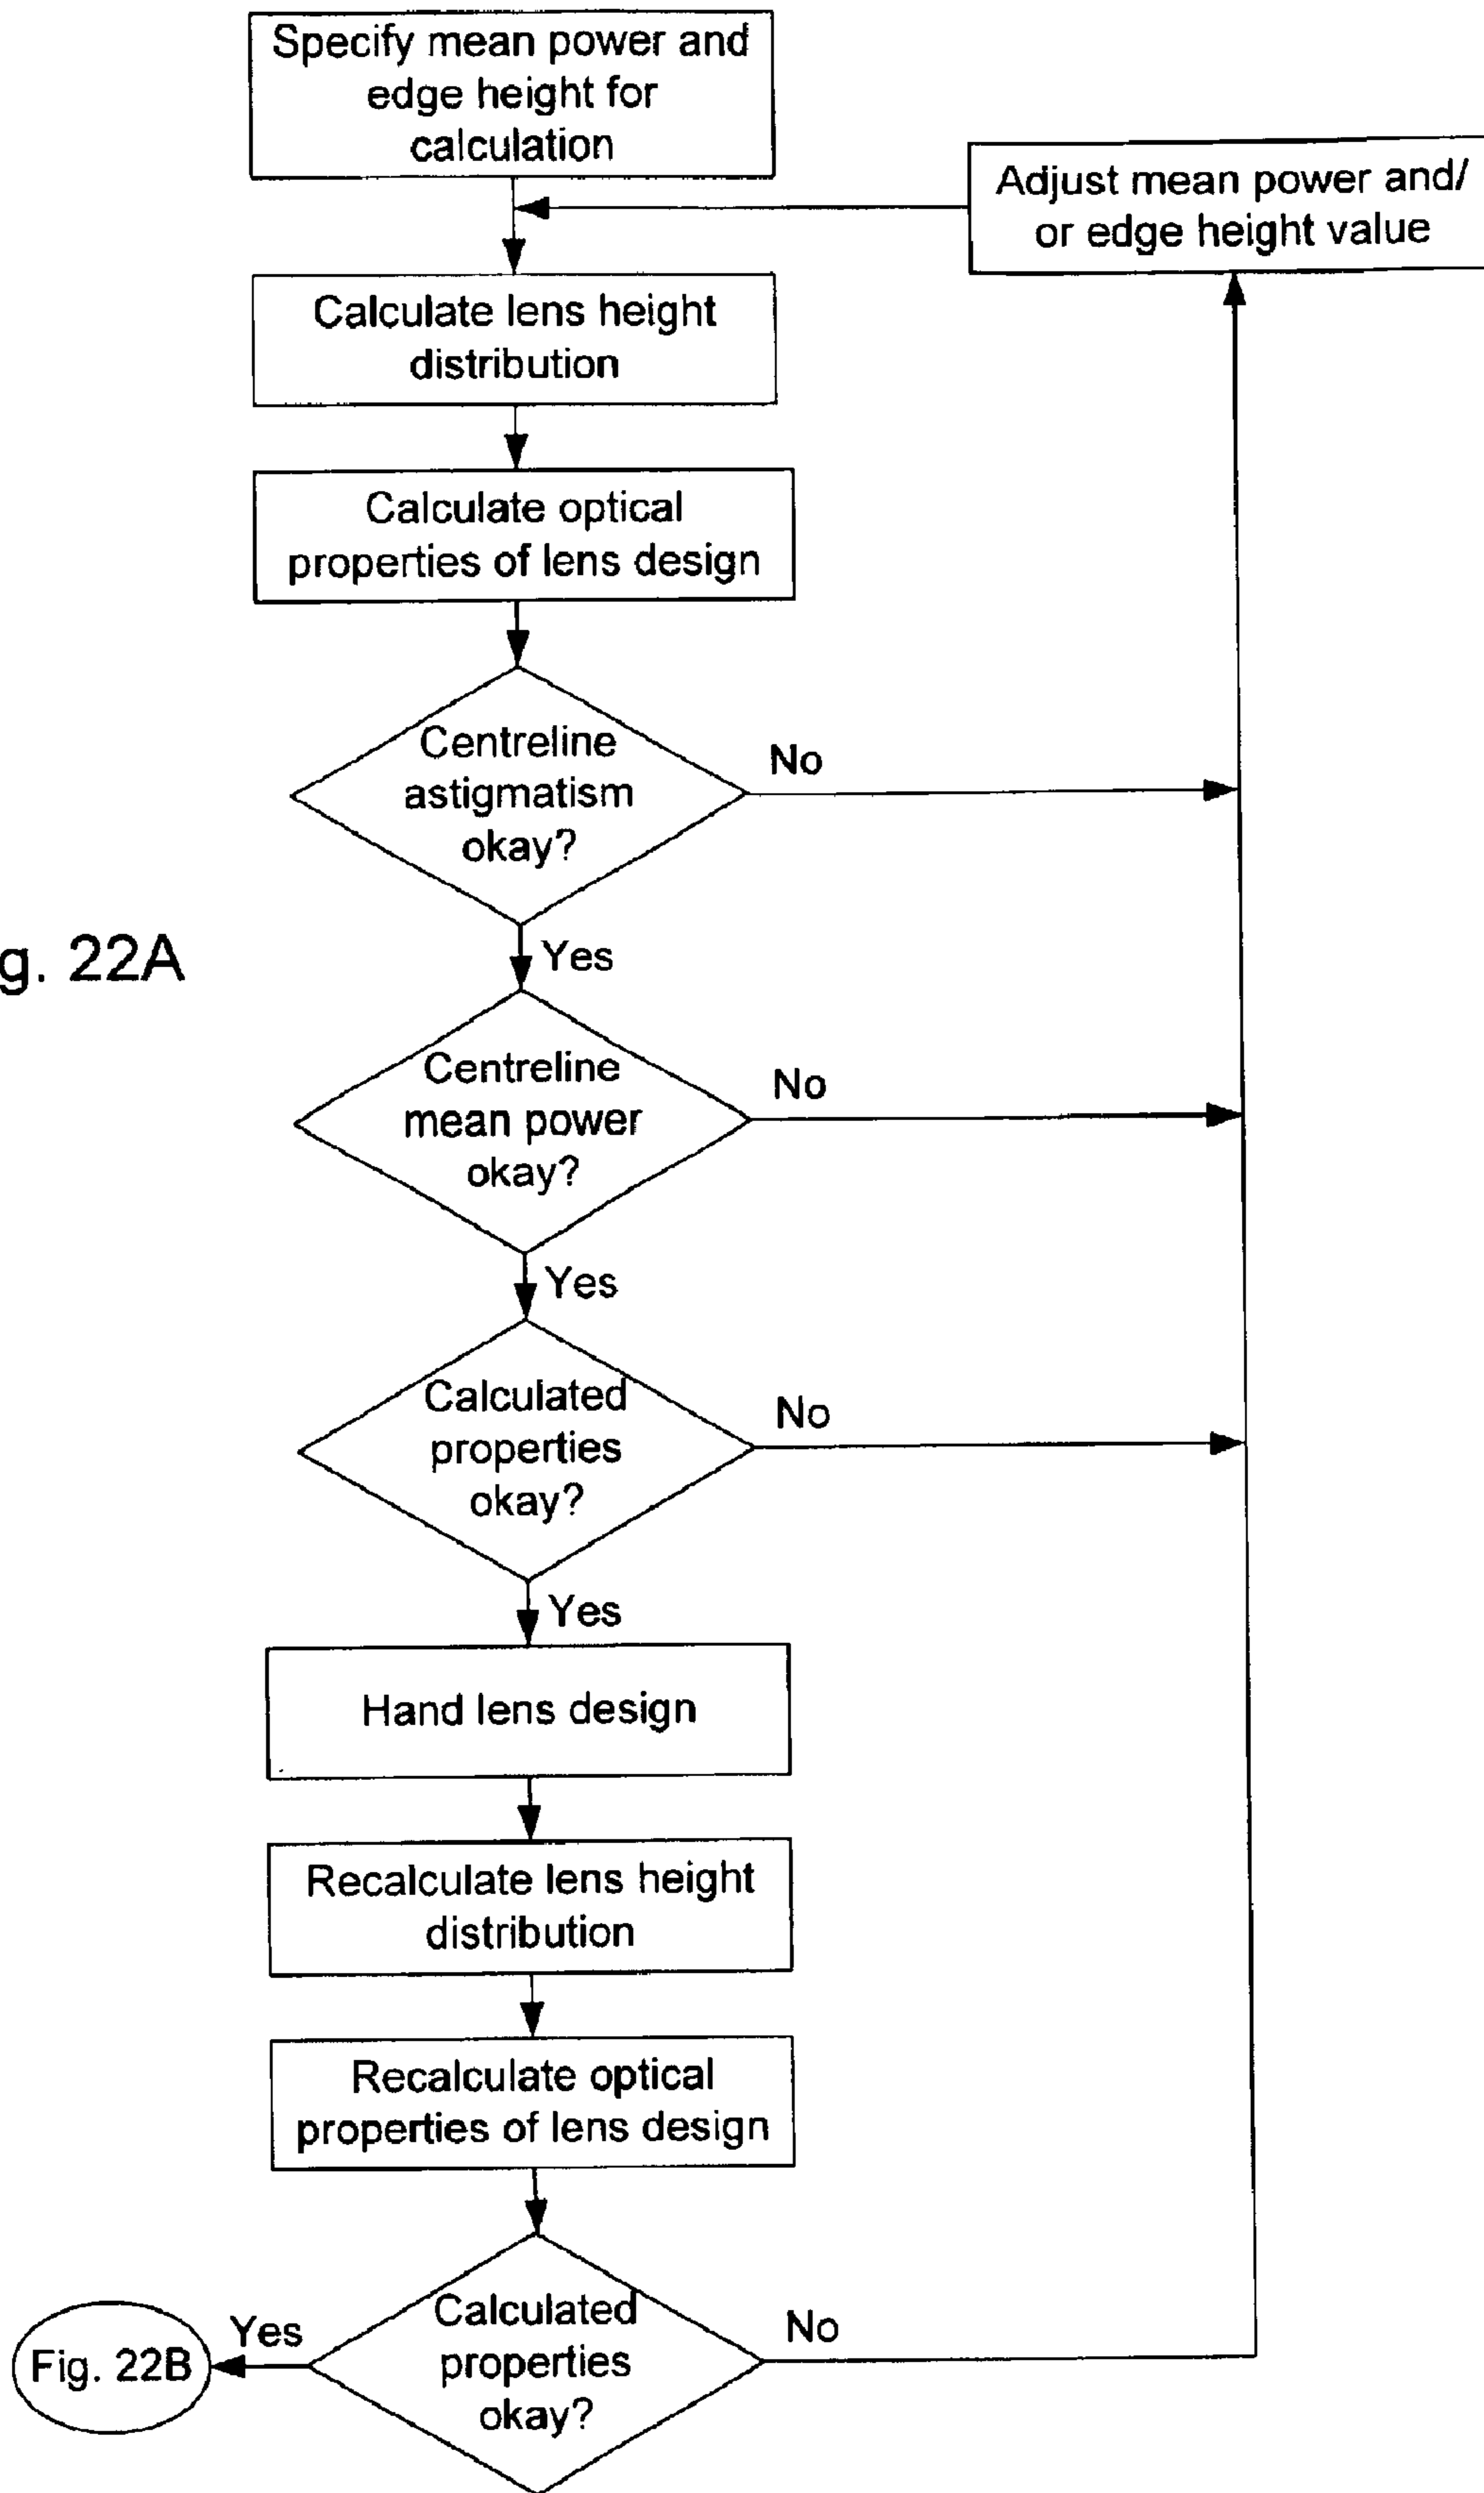 Specify mean power and
edge height for
calculation
Adjust mean power and/
or edge height value
Calculate lens height
distribution
Calculate optical
properties of lens design
Centreline
astigmatism
okay?
No
Yes
g. 22A
Centreline
mean power
okay?
No
Yes
Calculated
properties
okay?
No
Yes
Hand lens design
Recalculate lens height
distribution
Recalculate optical
properties of lens design
Calculated
properties
okay?
No
Yes
Fig. 22B